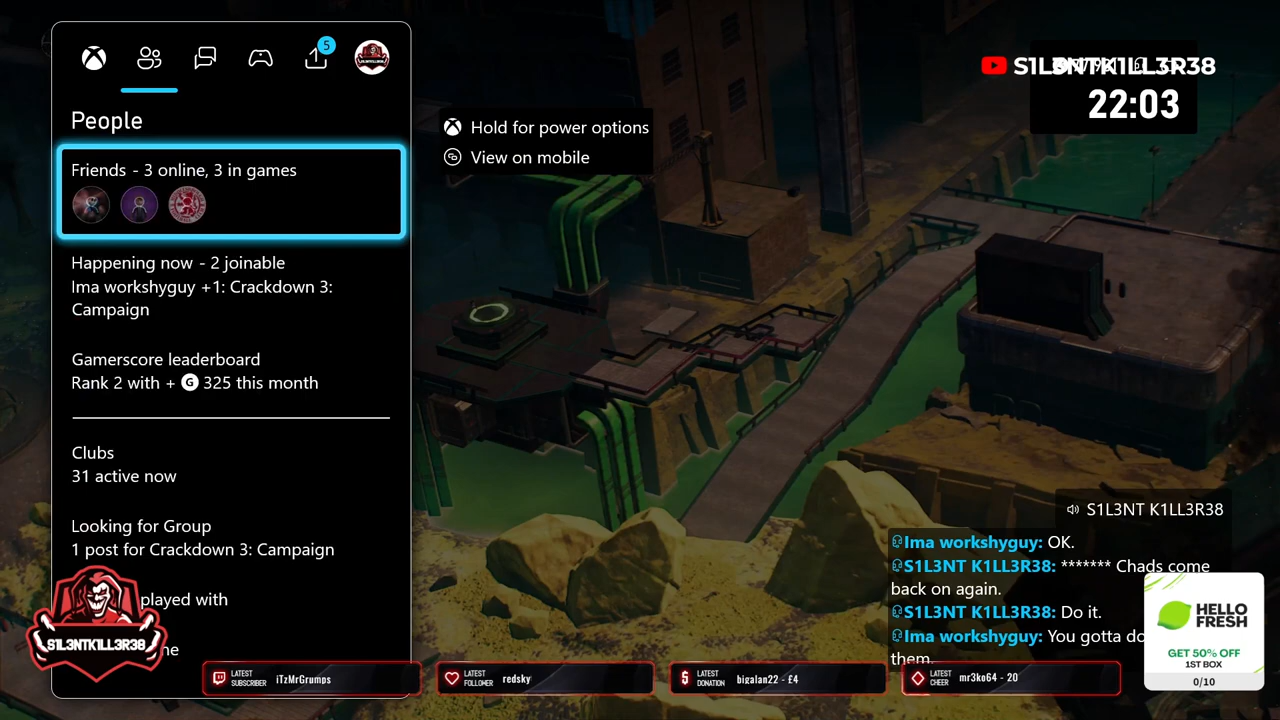 5
People
Friends - 3 online, 3 in games
Happening now - 2 joinable
Ima workshyguy +1: Crackdown 3:
Campaign
Gamerscore leaderboard
Rank 2 with + G 325 this month
Clubs
31 active now
Looking for Group
1 post for Crackdown 3: Campaign
played with
Hold for power options
View on mobile
S1L3NTK1LL3R38
22:03
S1L3NT K1LL3R38
Ima workshyguy: OK.
S1L3NT K1LL3R38: ******* Chads come
back on again.
S1L3NT K1LL3R38: Do it.
Ima workshyguy: You gotta do
them.
HELLO
FRESH
GET 50% OFF
1ST BOX
0/10
S1L3NTK1LL3R38
LATEST
SUBSCRIBER
iTzMrGrumps
LATEST
FOLLOWER
redsky
LATEST
DONATION
bigalan22 - £4
LATEST
CHEER
mr3ko64 - 20